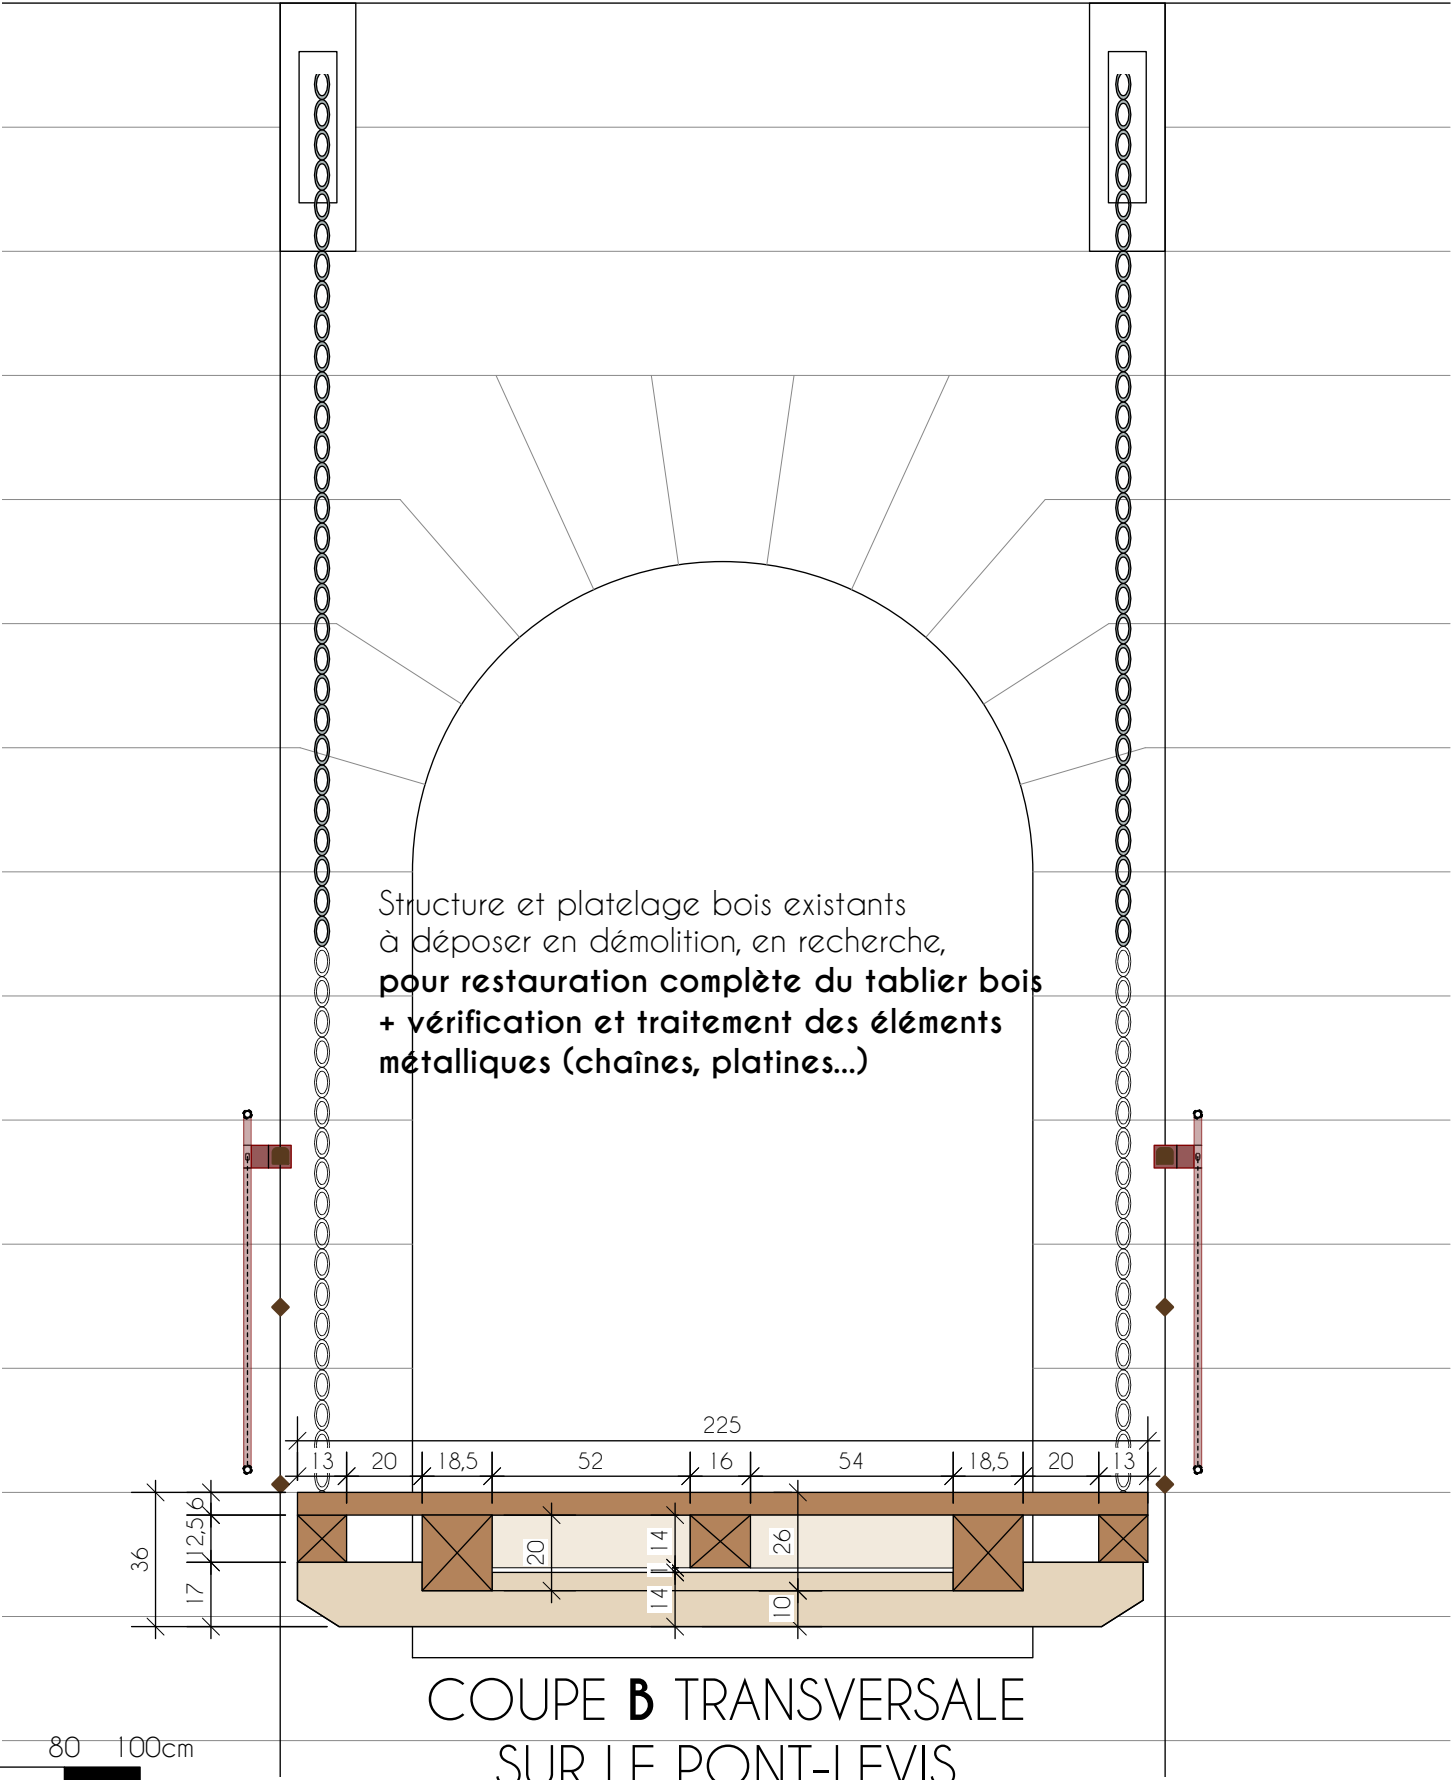 Structure et platelage bois existants
à déposer en démolition, en recherche,
pour restauration complète du tablier bois
+ vérification et traitement des éléments
métalliques (chaînes, platines...)
225
13 20 18,5 52 16 54 18,5 20 13
6
12,5
17
36
20
14
1
14
26
10
COUPE B TRANSVERSALE
SUR LE PONT-LEVIS
80 100cm